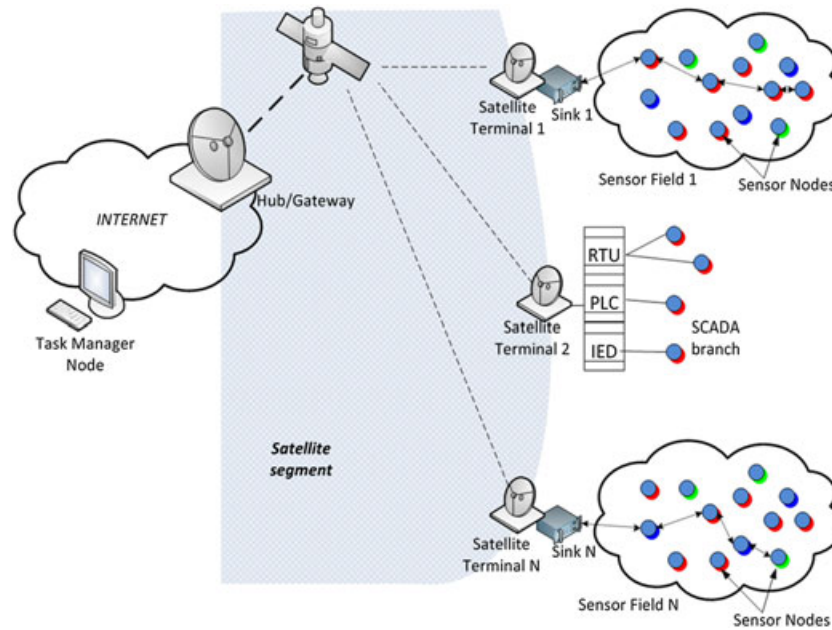 Satellite
Terminal 1
Sink 1
Sensor Field 1
Sensor Nodes
INTERNET
Hub/Gateway
Task Manager
Node
RTU
PLC
IED
Satellite
Terminal 2
SCADA
branch
Satellite
segment
Satellite
Terminal N
Sink N
Sensor Field N
Sensor Nodes